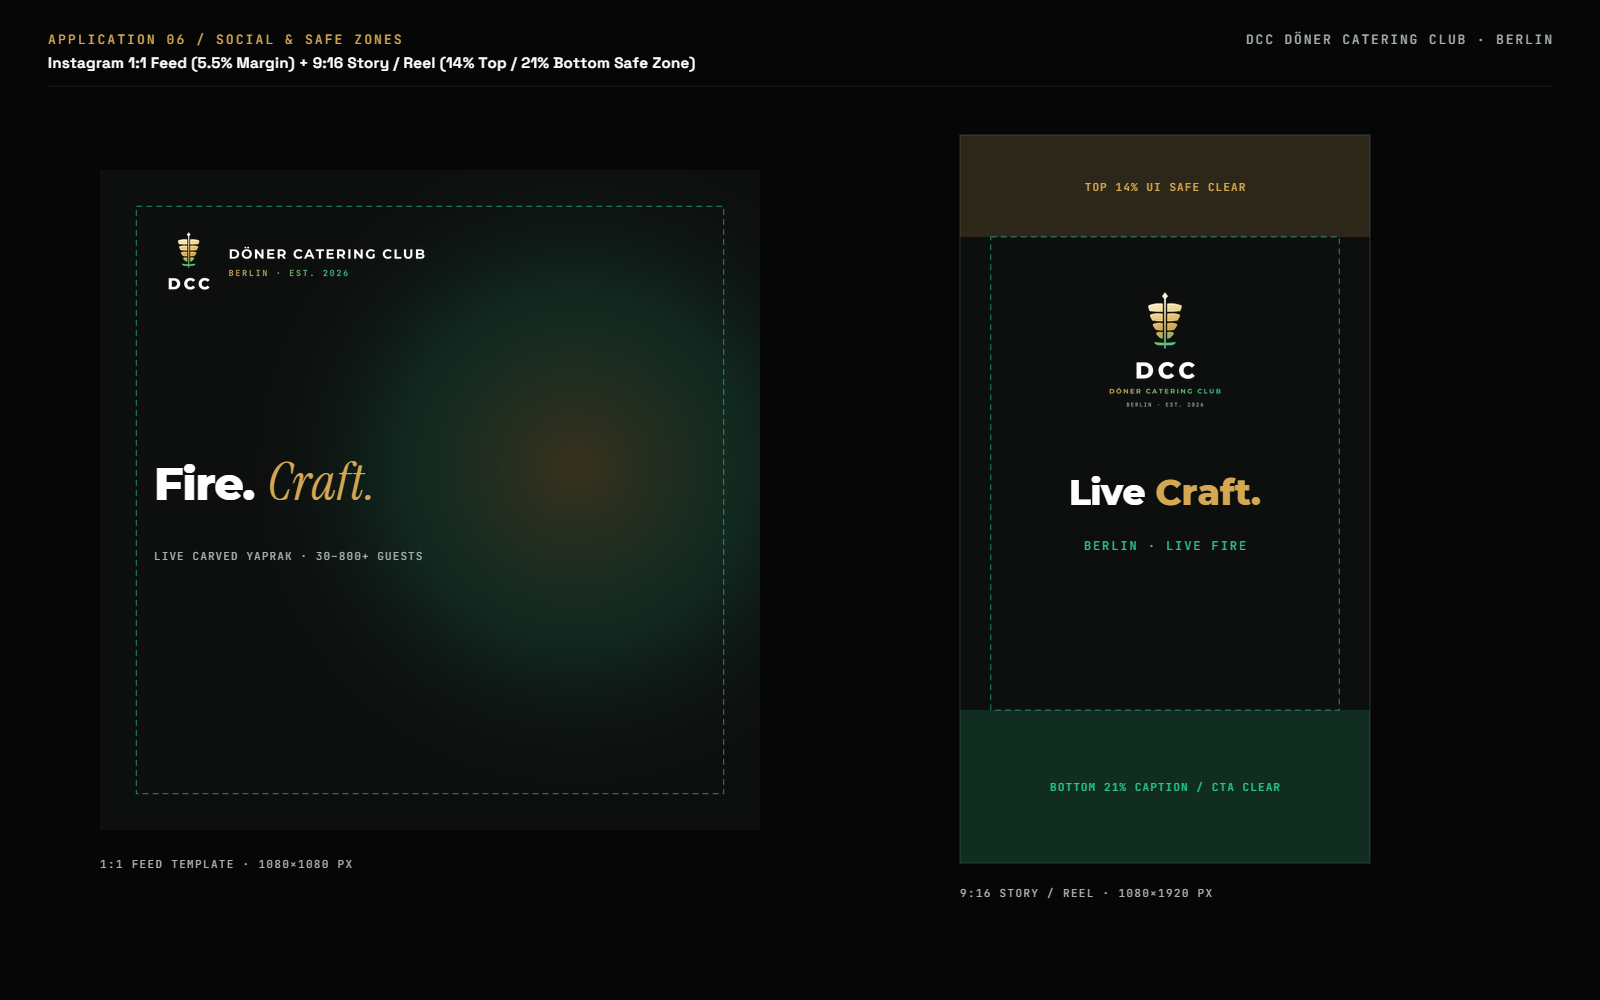 APPLICATION 06 / SOCIAL & SAFE ZONES
Instagram 1:1 Feed (5.5% Margin) + 9:16 Story / Reel (14% Top / 21% Bottom Safe Zone)
DCC DÖNER CATERING CLUB · BERLIN
DCC
DÖNER CATERING CLUB
BERLIN · EST. 2026
Fire. Craft.
LIVE CARVED YAPRAK · 30–800+ GUESTS
1:1 FEED TEMPLATE · 1080×1080 PX
TOP 14% UI SAFE CLEAR
DCC
DÖNER CATERING CLUB
BERLIN · EST. 2026
Live Craft.
BERLIN · LIVE FIRE
BOTTOM 21% CAPTION / CTA CLEAR
9:16 STORY / REEL · 1080×1920 PX